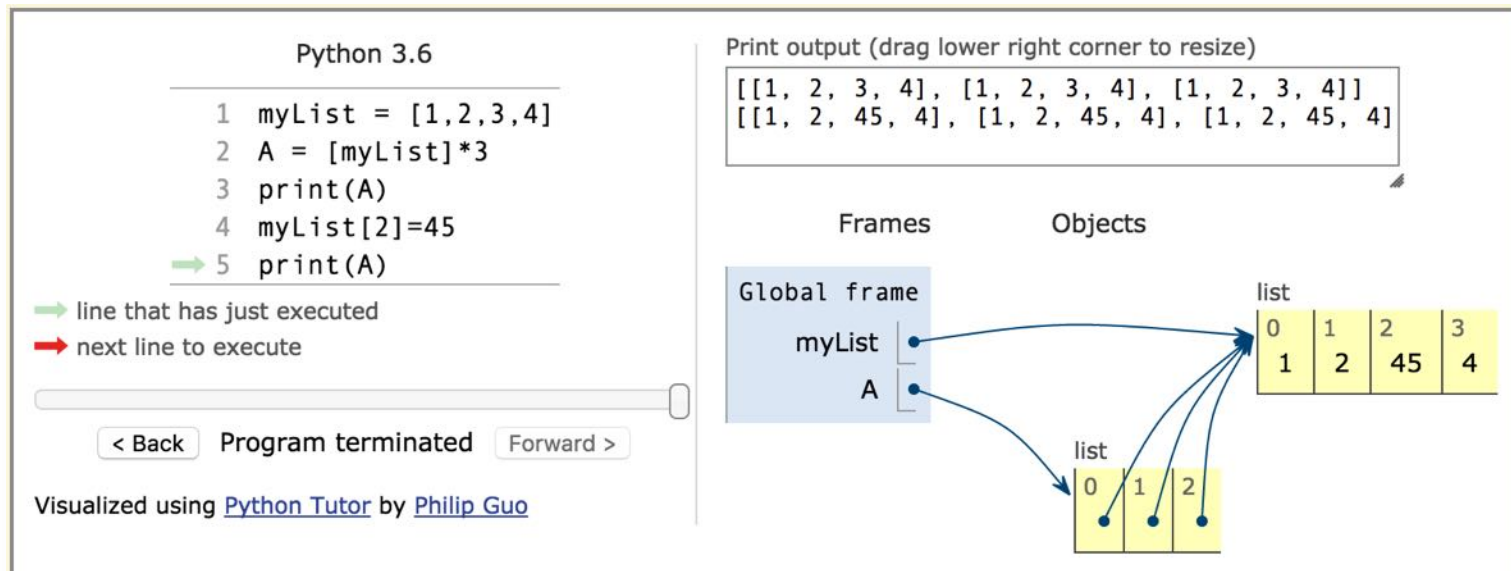 Python 3.6
1 myList = [1,2,3,4]
2 A = [myList]*3
3 print(A)
4 myList[2]=45
5 print(A)
line that has just executed
next line to execute
< Back Program terminated Forward >
Visualized using Python Tutor by Philip Guo
Print output (drag lower right corner to resize)
[[1, 2, 3, 4], [1, 2, 3, 4], [1, 2, 3, 4]]
[[1, 2, 45, 4], [1, 2, 45, 4], [1, 2, 45, 4]
Frames Objects
Global frame
myList
A
list
0 1 2 3
1 2 45 4
list
0 1 2